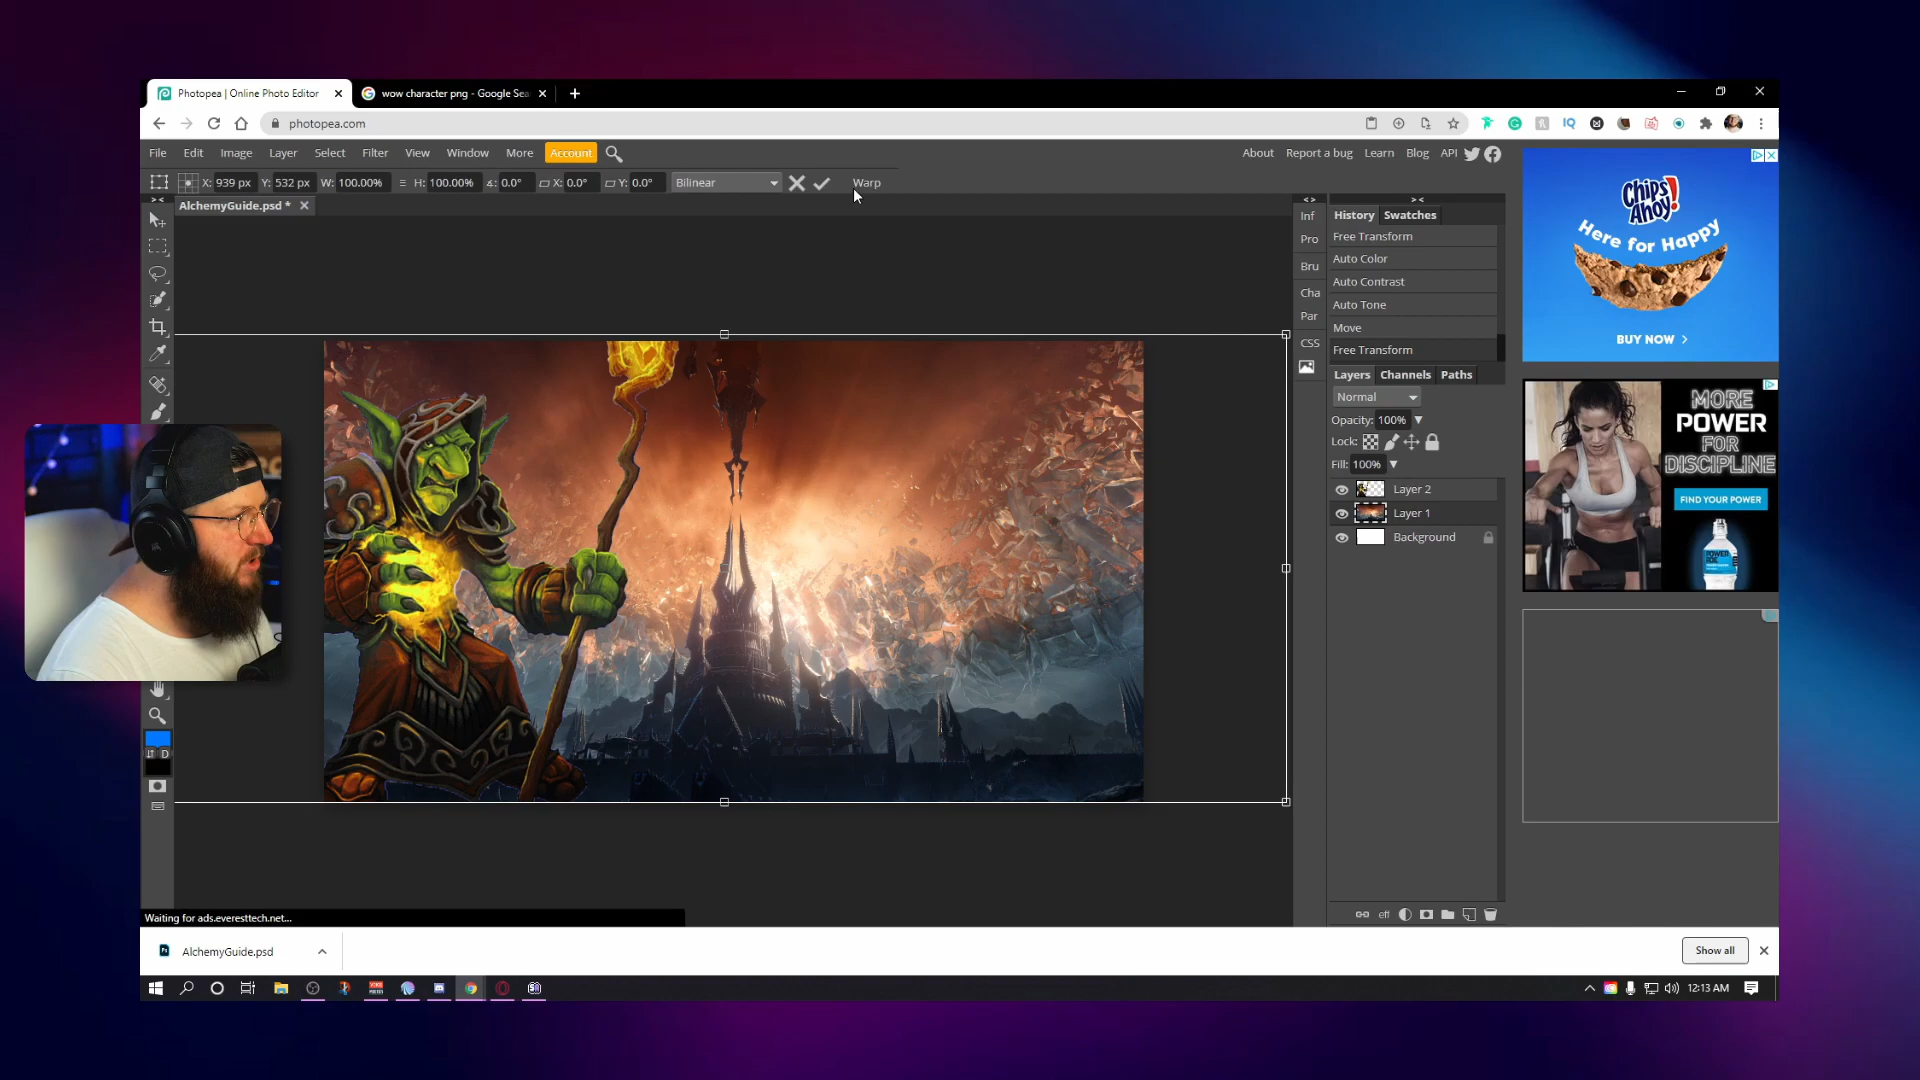 Photopea | Online Photo Editor
wow character png - Google Sea
photopea.com
File Edit Image Layer Select Filter View Window More Account
About Report a bug Learn Blog API
X: 939 px Y: 532 px W: 100.00% H: 100.00% 0.0° X: 0.0° Y: 0.0° Bilinear Warp
AlchemyGuide.psd *
Inf
Pro
Bru
Cha
Par
CSS
History Swatches
Free Transform
Auto Color
Auto Contrast
Auto Tone
Move
Free Transform
Layers Channels Paths
Normal
Opacity: 100%
Lock:
Fill: 100%
Layer 2
Layer 1
Background
eff
D
CHIPS AHOY!
Here for Happy
BUY NOW
MORE
POWER
FOR
DISCIPLINE
FIND YOUR POWER
POWERADE
Waiting for ads.everesttech.net...
AlchemyGuide.psd
Show all
12:13 AM